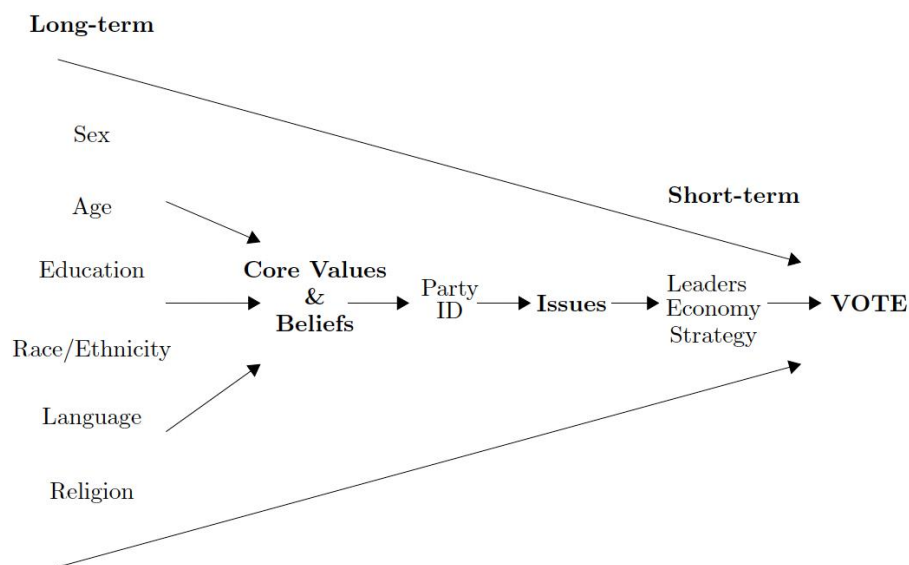 Long-term
Sex
Age
Education
Race/Ethnicity
Language
Religion
Core Values
&
Beliefs
Party
ID
Issues
Short-term
Leaders
Economy
Strategy
VOTE